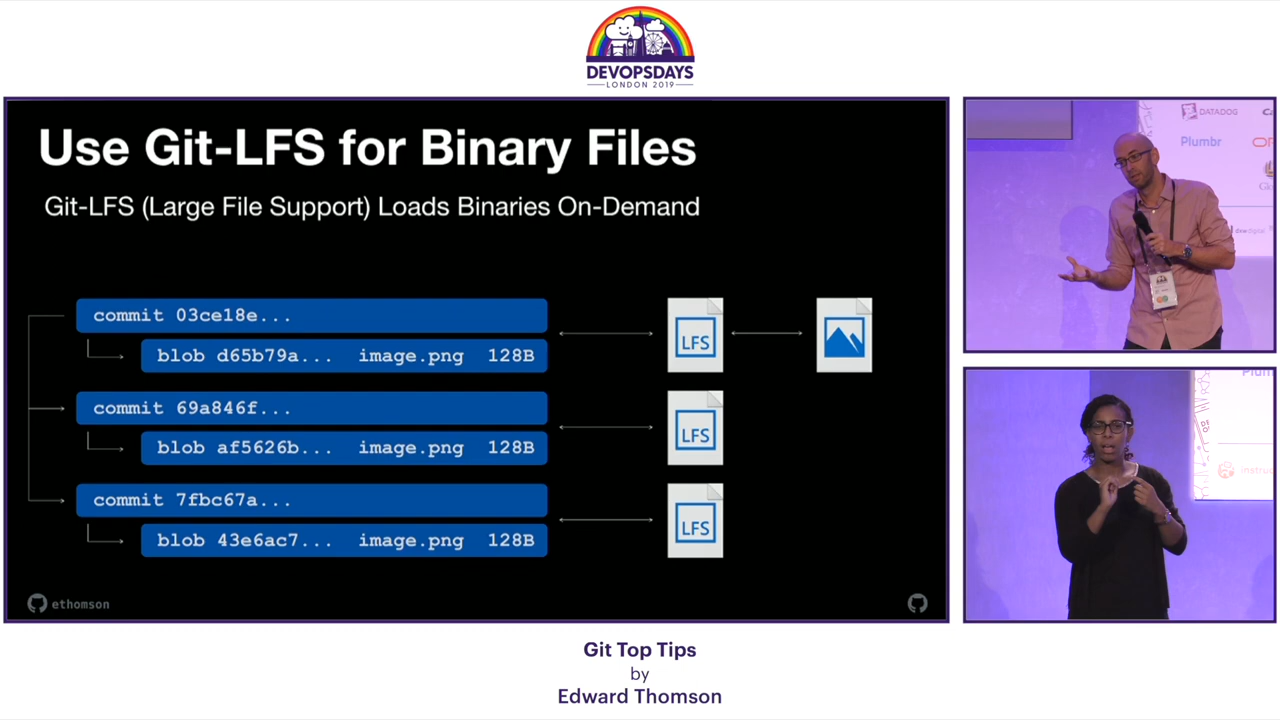 DEVOPSDAYS
LONDON 2019
Use Git-LFS for Binary Files
Git-LFS (Large File Support) Loads Binaries On-Demand
commit 03ce18e...
blob d65b79a... image.png 128B
LFS
commit 69a846f...
blob af5626b... image.png 128B
LFS
commit 7fbc67a...
blob 43e6ac7... image.png 128B
LFS
ethomson
DATADOG
Plumbr
Git Top Tips
by
Edward Thomson